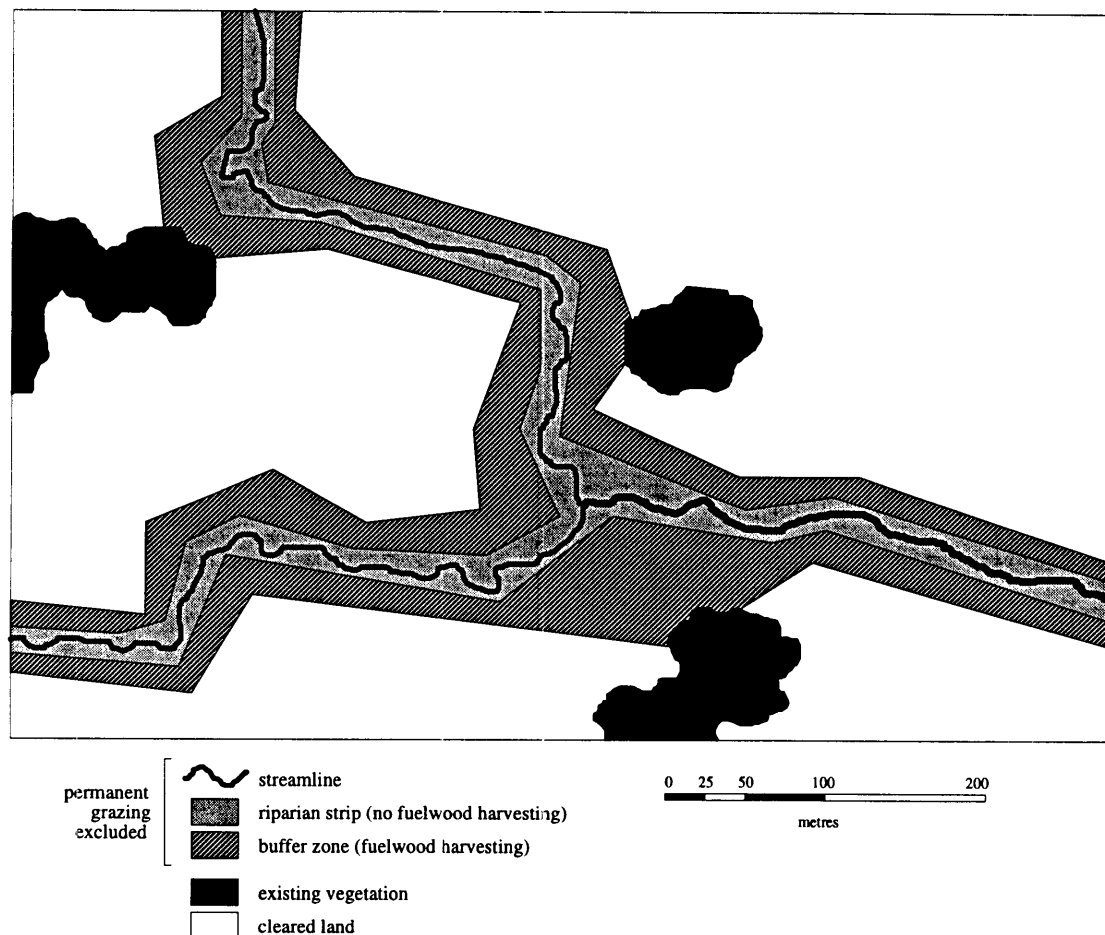 permanent
grazing
excluded
streamline
riparian strip (no fuelwood harvesting)
buffer zone (fuelwood harvesting)
existing vegetation
cleared land
0 25 50 100 200
metres